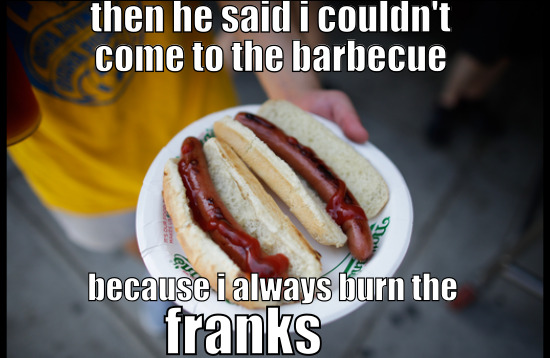 then he said i couldn't
come to the barbecue
because i always burn the
franks